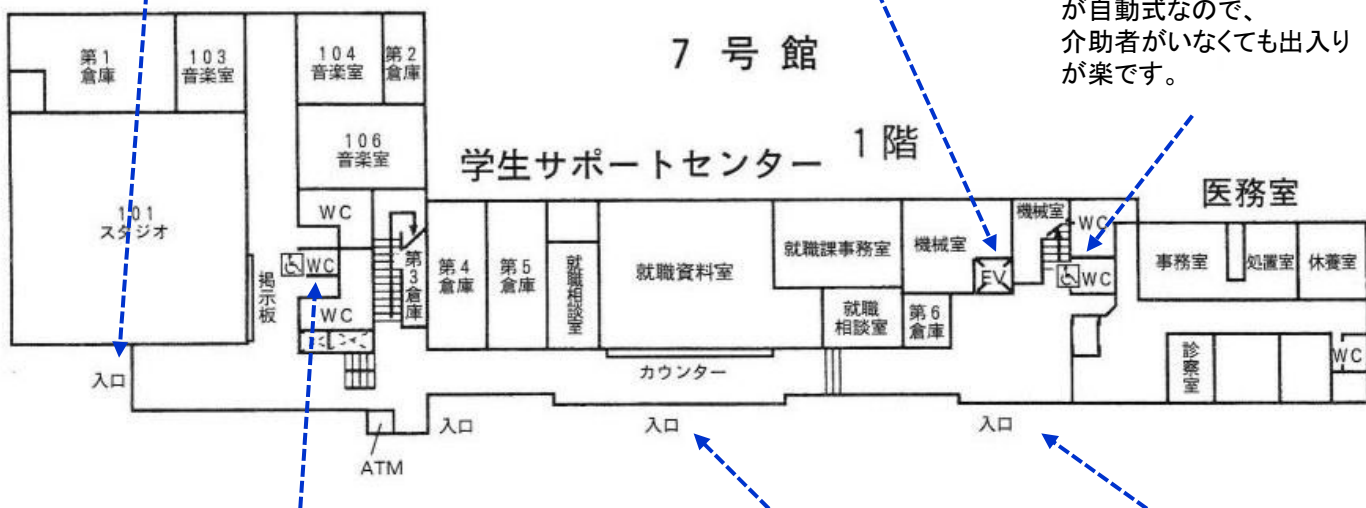 が自動式なので、
介助者がいなくても出入り
が楽です。
7 号 館
1 階
学生サポートセンター
医務室
第1
倉庫
103
音楽室
104
音楽室
第2
倉庫
106
音楽室
101
スタジオ
掲示板
WC
WC
WC
第3倉庫
第4
倉庫
第5
倉庫
就職相談室
就職資料室
就職課事務室
就職
相談室
機械室
第6
倉庫
EV
機械室
WC
WC
事務室
処置室
休養室
診察室
WC
カウンター
入口
入口
入口
入口
ATM